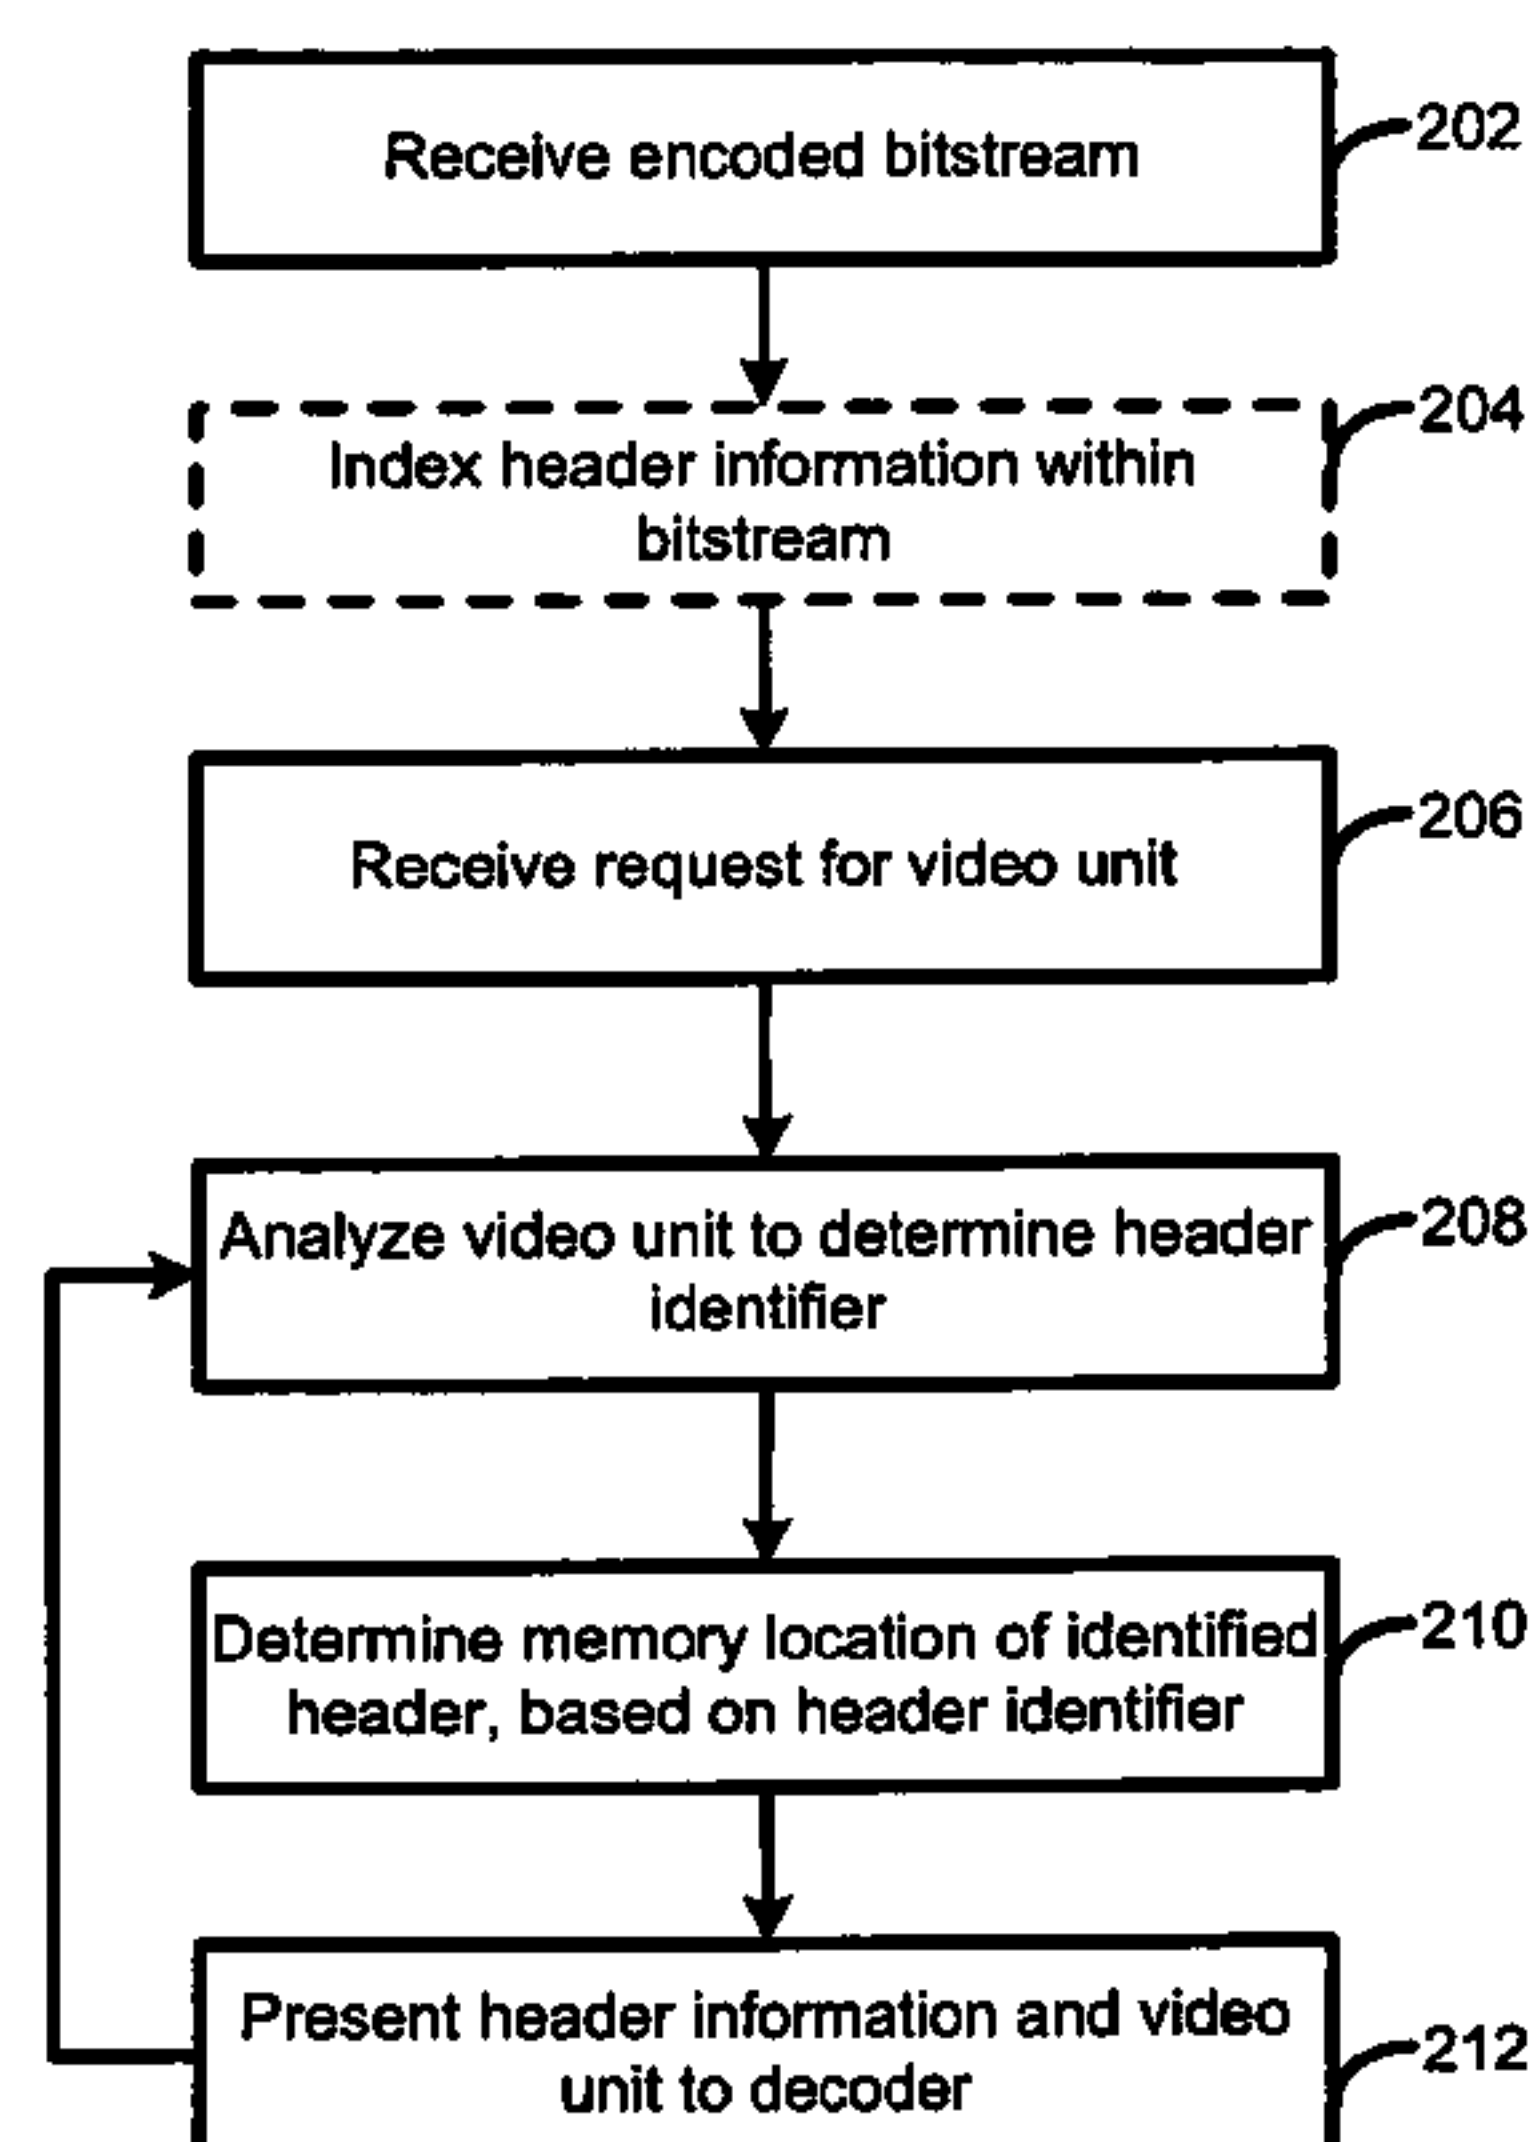 Receive encoded bitstream
202
Index header information within
bitstream
204
Receive request for video unit
206
Analyze video unit to determine header
identifier
208
Determine memory location of identified
header, based on header identifier
210
Present header information and video
unit to decoder
212